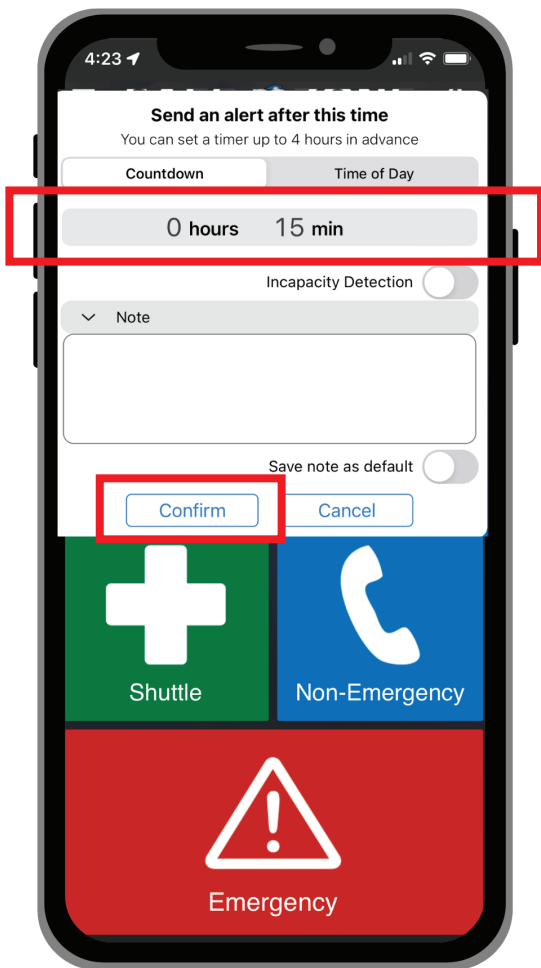 4:23
Send an alert after this time
You can set a timer up to 4 hours in advance
Countdown Time of Day
0 hours 15 min
Incapacity Detection
Note
Save note as default
Confirm Cancel
Shuttle Non-Emergency
Emergency